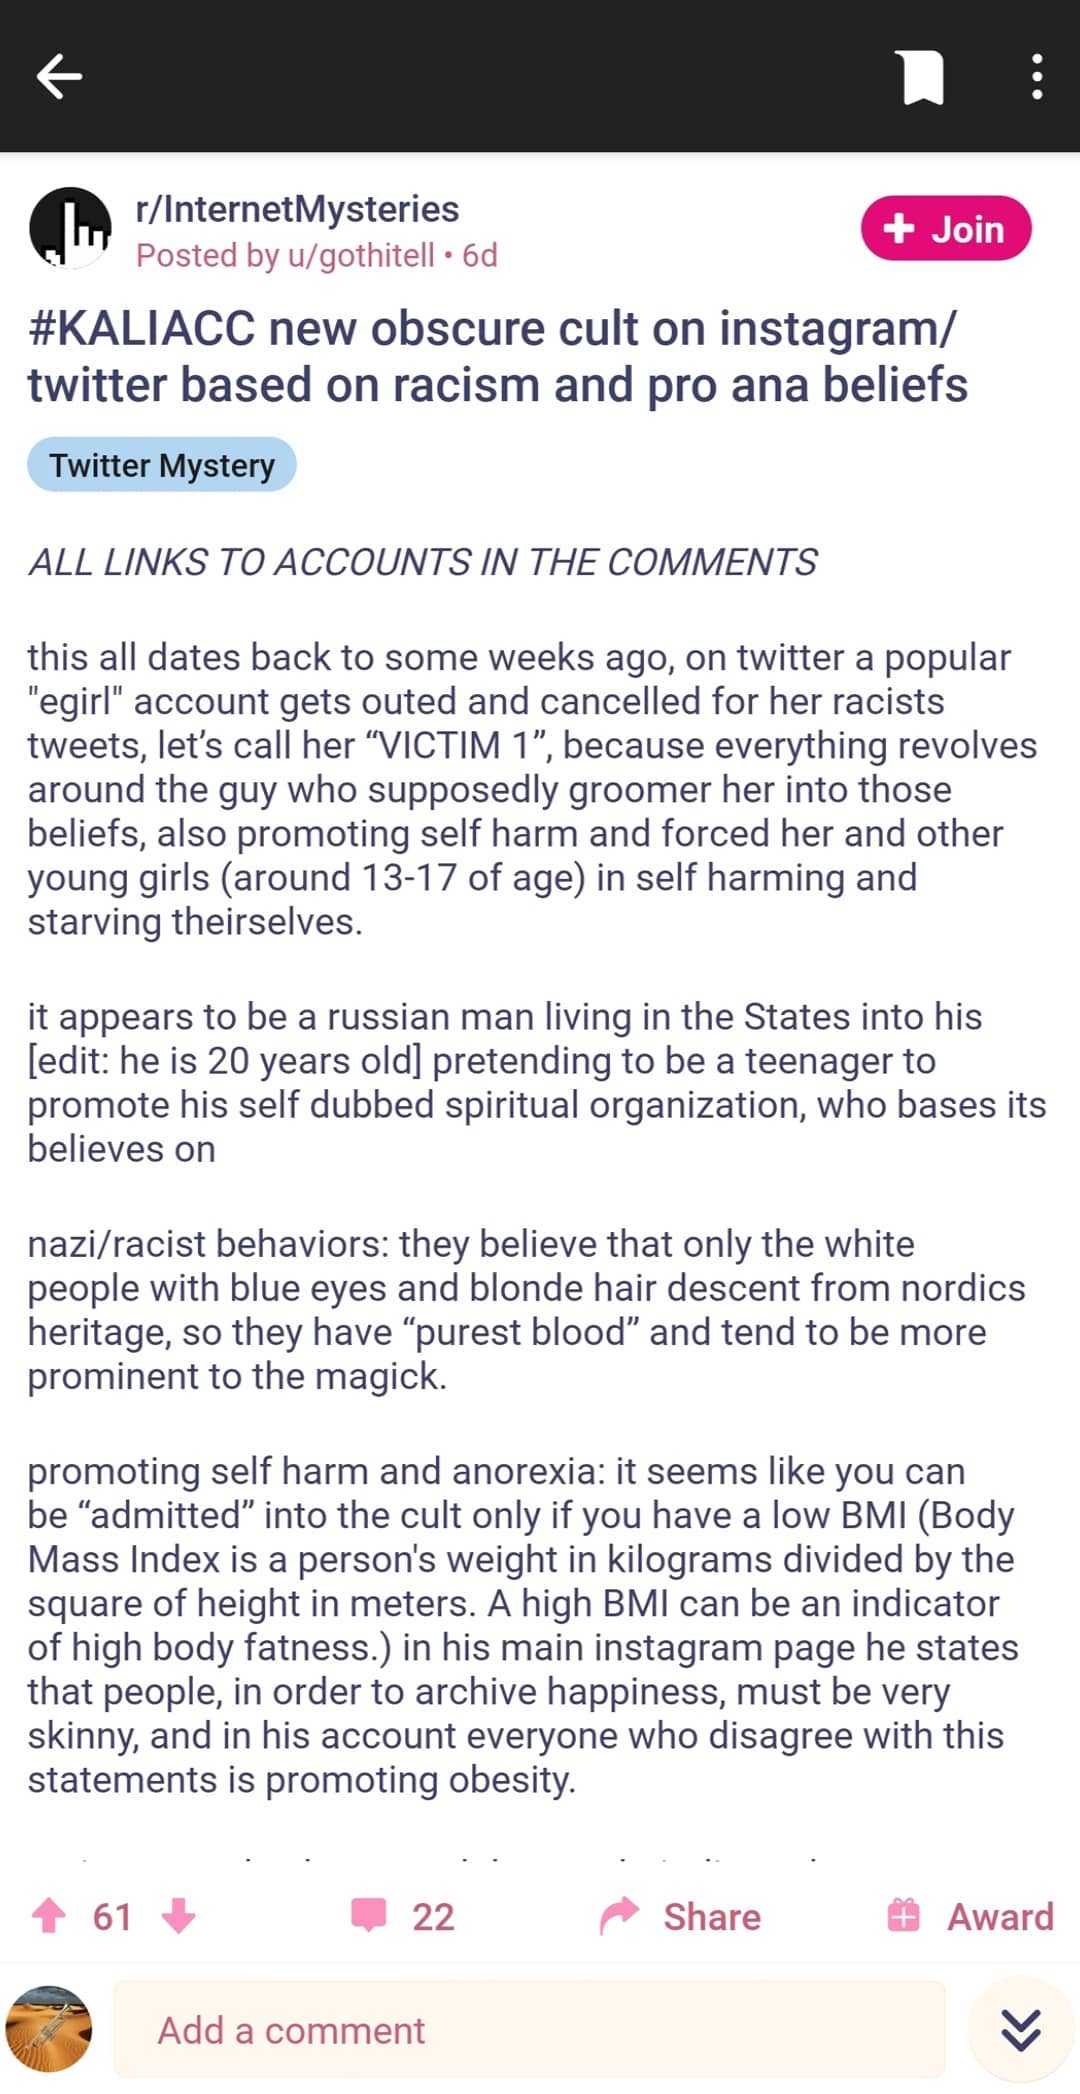 r/InternetMysteries
Posted by u/gothitell • 6d
+ Join
#KALIACC new obscure cult on instagram/
twitter based on racism and pro ana beliefs
Twitter Mystery
ALL LINKS TO ACCOUNTS IN THE COMMENTS
this all dates back to some weeks ago, on twitter a popular
"egirl" account gets outed and cancelled for her racists
tweets, let’s call her “VICTIM 1”, because everything revolves
around the guy who supposedly groomer her into those
beliefs, also promoting self harm and forced her and other
young girls (around 13-17 of age) in self harming and
starving theirselves.
it appears to be a russian man living in the States into his
[edit: he is 20 years old] pretending to be a teenager to
promote his self dubbed spiritual organization, who bases its
believes on
nazi/racist behaviors: they believe that only the white
people with blue eyes and blonde hair descent from nordics
heritage, so they have “purest blood” and tend to be more
prominent to the magick.
promoting self harm and anorexia: it seems like you can
be “admitted” into the cult only if you have a low BMI (Body
Mass Index is a person's weight in kilograms divided by the
square of height in meters. A high BMI can be an indicator
of high body fatness.) in his main instagram page he states
that people, in order to archive happiness, must be very
skinny, and in his account everyone who disagree with this
statements is promoting obesity.
61
22
Share
Award
Add a comment